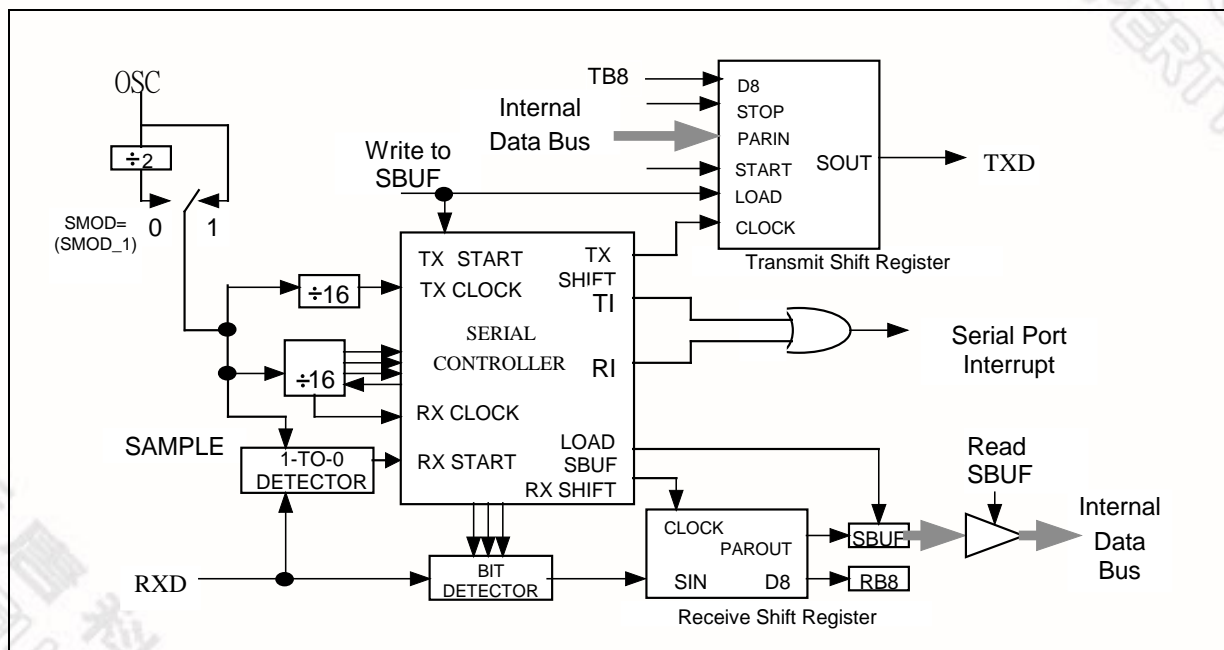 OSC
÷2
SMOD=
(SMOD_1)
0
1
Write to
SBUF
TB8
Internal
Data Bus
D8
STOP
PARIN
START
LOAD
CLOCK
SOUT
TXD
Transmit Shift Register
÷16
÷16
TX START
TX CLOCK
SERIAL
CONTROLLER
RX CLOCK
RX START
TX
SHIFT
TI
RI
LOAD
SBUF
RX SHIFT
Serial Port
Interrupt
SAMPLE
1-TO-0
DETECTOR
RXD
BIT
DETECTOR
CLOCK
PAROUT
SIN
D8
Receive Shift Register
SBUF
RB8
Read
SBUF
Internal
Data
Bus